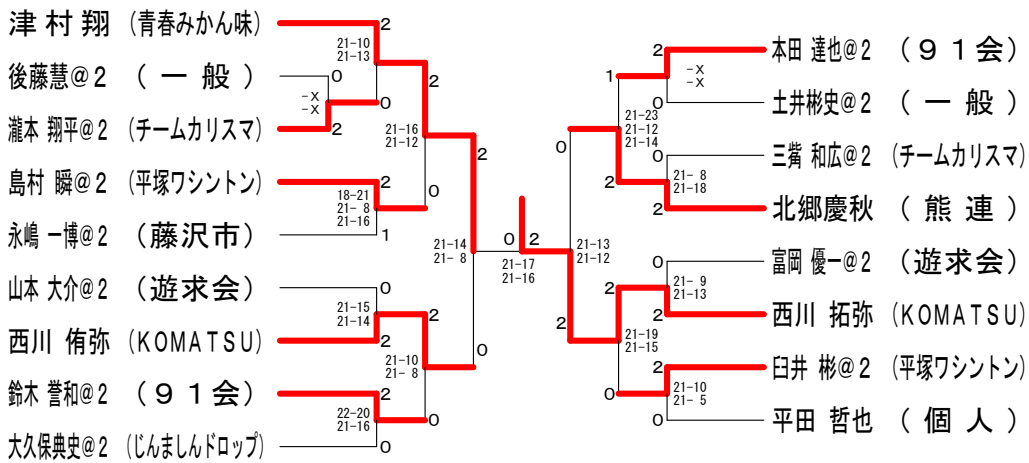 津村翔 (青春みかん味)
後藤慧@2 (一般)
瀧本 翔平@2 (チームカリスマ)
島村 瞬@2 (平塚ワシントン)
永嶋 一博@2 (藤沢市)
山本 大介@2 (遊求会)
西川 侑弥 (KOMATSU)
鈴木 誉和@2 (91会)
大久保典史@2 (じんましんドロップ)
2
21-10
21-13
0
0
-X
-X
2
2
18-21
21- 8
21-16
1
2
21-16
21-12
0
0
21-15
21-14
2
2
22-20
21-16
0
2
21-10
21- 8
0
2
21-14
21- 8
0
0 2
21-17
21-16
0
21-13
21-12
2
1
21-23
21-12
21-14
2
2
21-19
21-15
0
2
-X
-X
0
0
21- 8
21-18
2
0
21- 9
21-13
2
2
21-10
21- 5
0
本田 達也@2 (91会)
土井彬史@2 (一般)
三觜 和広@2 (チームカリスマ)
北郷慶秋 (熊連)
富岡 優一@2 (遊求会)
西川 拓弥 (KOMATSU)
臼井 彬@2 (平塚ワシントン)
平田 哲也 (個人)